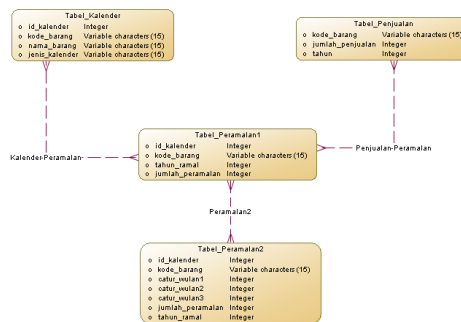 Tabel_Kalender
id_kalender Integer
kode_barang Variable characters (15)
nama_barang Variable characters (15)
jenis_kalender Variable characters (15)
Tabel_Penjualan
kode_barang Variable characters (15)
jumlah_penjualan Integer
tahun Integer
Tabel_Peramalan1
id_kalender Integer
kode_barang Variable characters (15)
tahun_ramal Integer
jumlah_peramalan Integer
Kalender-Peramalan
Penjualan-Peramalan
Peramalan2
Tabel_Peramalan2
id_kalender Integer
kode_barang Variable characters (15)
catur_wulan1 Integer
catur_wulan2 Integer
catur_wulan3 Integer
jumlah_peramalan Integer
tahun_ramal Integer